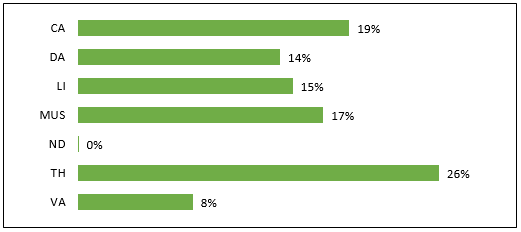 CA 19%
DA 14%
LI 15%
MUS 17%
ND 0%
TH 26%
VA 8%